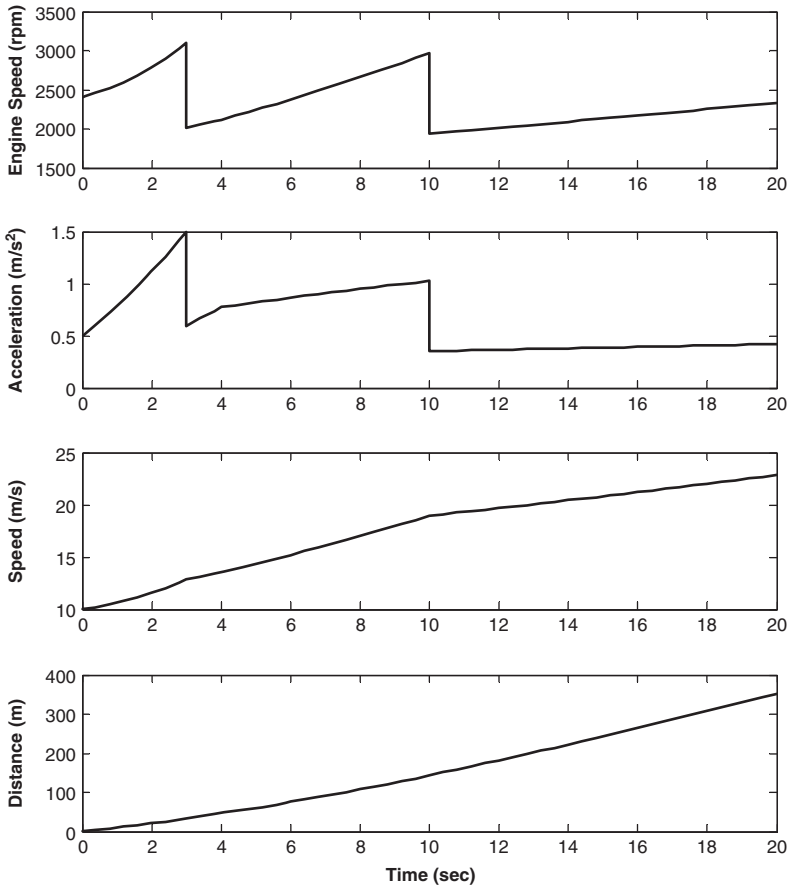 Engine Speed (rpm)
3500
3000
2500
2000
1500
0 2 4 6 8 10 12 14 16 18 20
Acceleration (m/s²)
1.5
1
0.5
0
0 2 4 6 8 10 12 14 16 18 20
Speed (m/s)
25
20
15
10
0 2 4 6 8 10 12 14 16 18 20
Distance (m)
400
300
200
100
0
0 2 4 6 8 10 12 14 16 18 20
Time (sec)